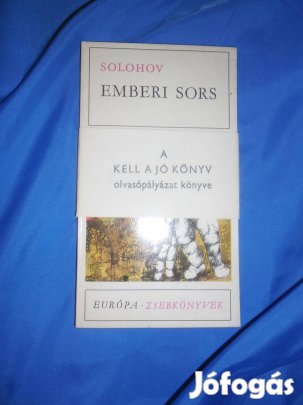 SOLOHOV
EMBERI SORS
A
KELL A JÓ KÖNYV
olvasópályázat könyve
EURÓPA · ZSEBKÖNYVEK
Jófogás